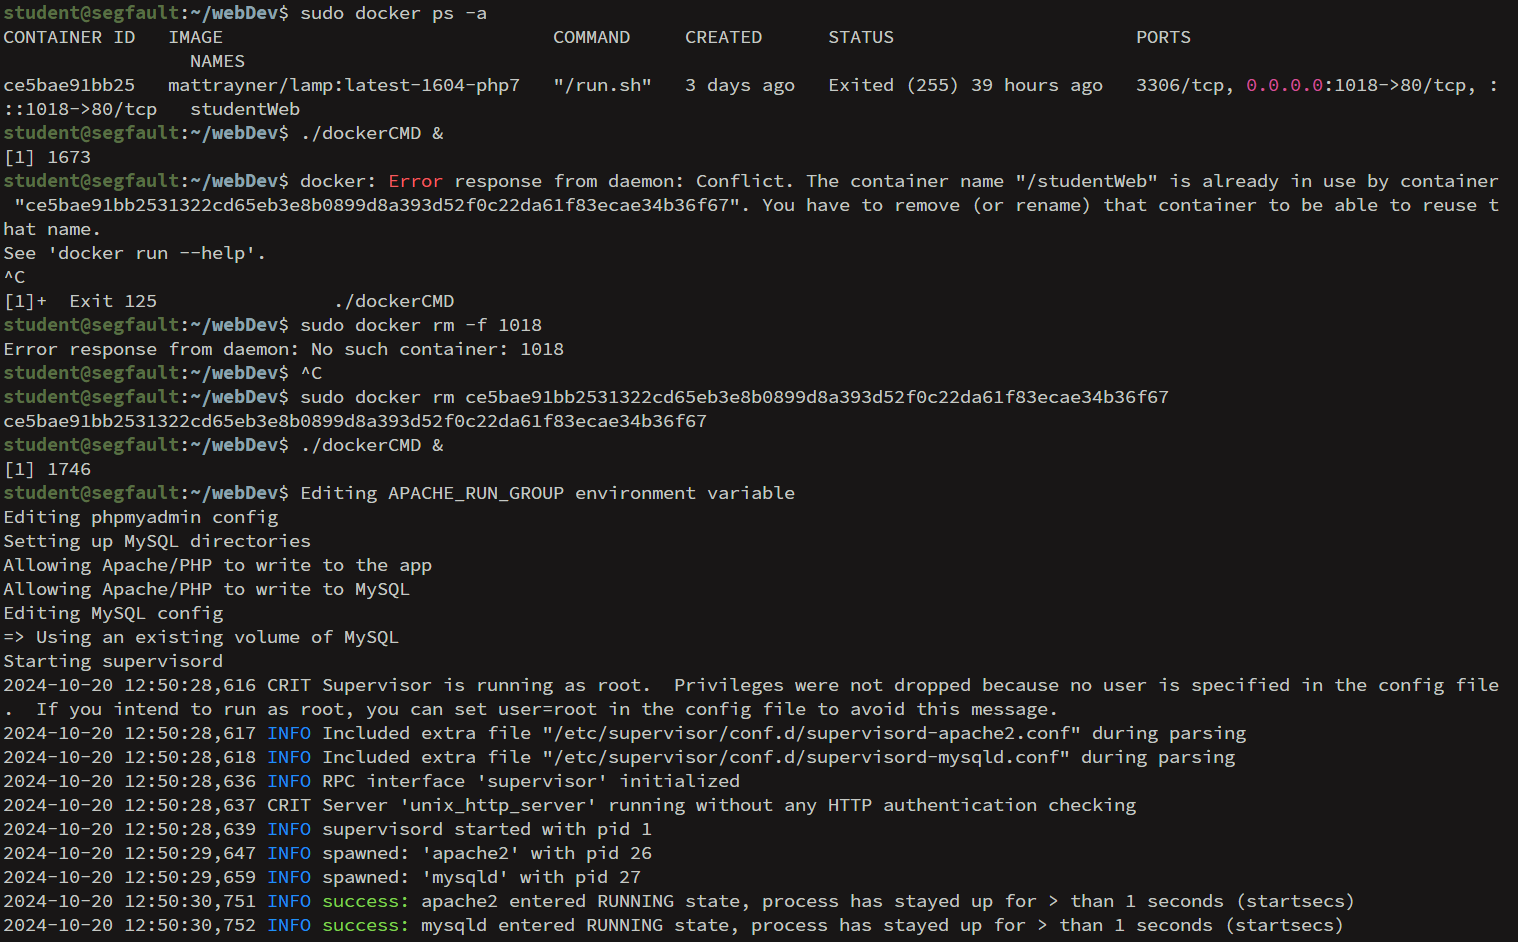 student@segfault:~/webDev$ sudo docker ps -a
CONTAINER ID   IMAGE                              COMMAND     CREATED      STATUS                      PORTS
                 NAMES
ce5bae91bb25   mattrayner/lamp:latest-1604-php7   "/run.sh"   3 days ago   Exited (255) 39 hours ago   3306/tcp, 0.0.0.0:1018->80/tcp, :
::1018->80/tcp   studentWeb
student@segfault:~/webDev$ ./dockerCMD &
[1] 1673
student@segfault:~/webDev$ docker: Error response from daemon: Conflict. The container name "/studentWeb" is already in use by container
 "ce5bae91bb2531322cd65eb3e8b0899d8a393d52f0c22da61f83ecae34b36f67". You have to remove (or rename) that container to be able to reuse t
hat name.
See 'docker run --help'.
^C
[1]+  Exit 125                ./dockerCMD
student@segfault:~/webDev$ sudo docker rm -f 1018
Error response from daemon: No such container: 1018
student@segfault:~/webDev$ ^C
student@segfault:~/webDev$ sudo docker rm ce5bae91bb2531322cd65eb3e8b0899d8a393d52f0c22da61f83ecae34b36f67
ce5bae91bb2531322cd65eb3e8b0899d8a393d52f0c22da61f83ecae34b36f67
student@segfault:~/webDev$ ./dockerCMD &
[1] 1746
student@segfault:~/webDev$ Editing APACHE_RUN_GROUP environment variable
Editing phpmyadmin config
Setting up MySQL directories
Allowing Apache/PHP to write to the app
Allowing Apache/PHP to write to MySQL
Editing MySQL config
=> Using an existing volume of MySQL
Starting supervisord
2024-10-20 12:50:28,616 CRIT Supervisor is running as root.  Privileges were not dropped because no user is specified in the config file
.  If you intend to run as root, you can set user=root in the config file to avoid this message.
2024-10-20 12:50:28,617 INFO Included extra file "/etc/supervisor/conf.d/supervisord-apache2.conf" during parsing
2024-10-20 12:50:28,618 INFO Included extra file "/etc/supervisor/conf.d/supervisord-mysqld.conf" during parsing
2024-10-20 12:50:28,636 INFO RPC interface 'supervisor' initialized
2024-10-20 12:50:28,637 CRIT Server 'unix_http_server' running without any HTTP authentication checking
2024-10-20 12:50:28,639 INFO supervisord started with pid 1
2024-10-20 12:50:29,647 INFO spawned: 'apache2' with pid 26
2024-10-20 12:50:29,659 INFO spawned: 'mysqld' with pid 27
2024-10-20 12:50:30,751 INFO success: apache2 entered RUNNING state, process has stayed up for > than 1 seconds (startsecs)
2024-10-20 12:50:30,752 INFO success: mysqld entered RUNNING state, process has stayed up for > than 1 seconds (startsecs)